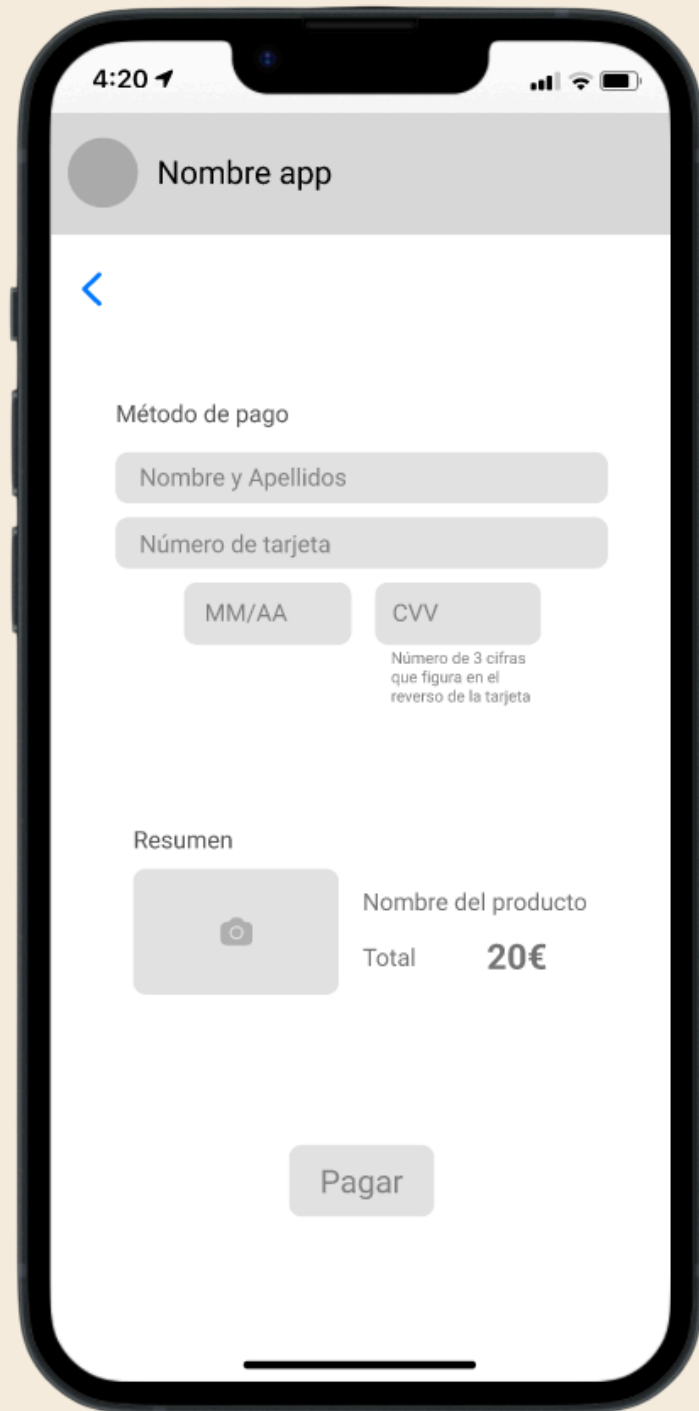 4:20
Nombre app
Método de pago
Nombre y Apellidos
Número de tarjeta
MM/AA CVV
Número de 3 cifras
que figura en el
reverso de la tarjeta
Resumen
Nombre del producto
Total 20€
Pagar